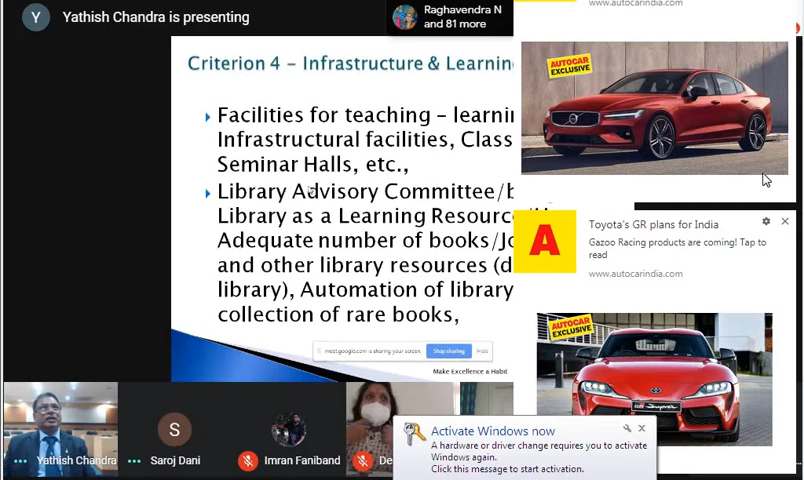 Y
Yathish Chandra is presenting
Raghavendra N
and 81 more
www.autocarindia.com
Criterion 4 – Infrastructure & Learnin
Facilities for teaching – learnin
Infrastructural facilities, Class
Seminar Halls, etc.,
Library Advisory Committee/b
Library as a Learning Resource/
Adequate number of books/Jo
and other library resources (d
library), Automation of library
collection of rare books,
meet.google.com is sharing your screen.
Stop sharing
Hide
Make Excellence a Habit
AUTOCAR
EXCLUSIVE
A
Toyota's GR plans for India
Gazoo Racing products are coming! Tap to
read
www.autocarindia.com
AUTOCAR
EXCLUSIVE
GR Supra
Yathish Chandra
S
Saroj Dani
Imran Faniband
De
Activate Windows now
A hardware or driver change requires you to activate
Windows again.
Click this message to start activation.